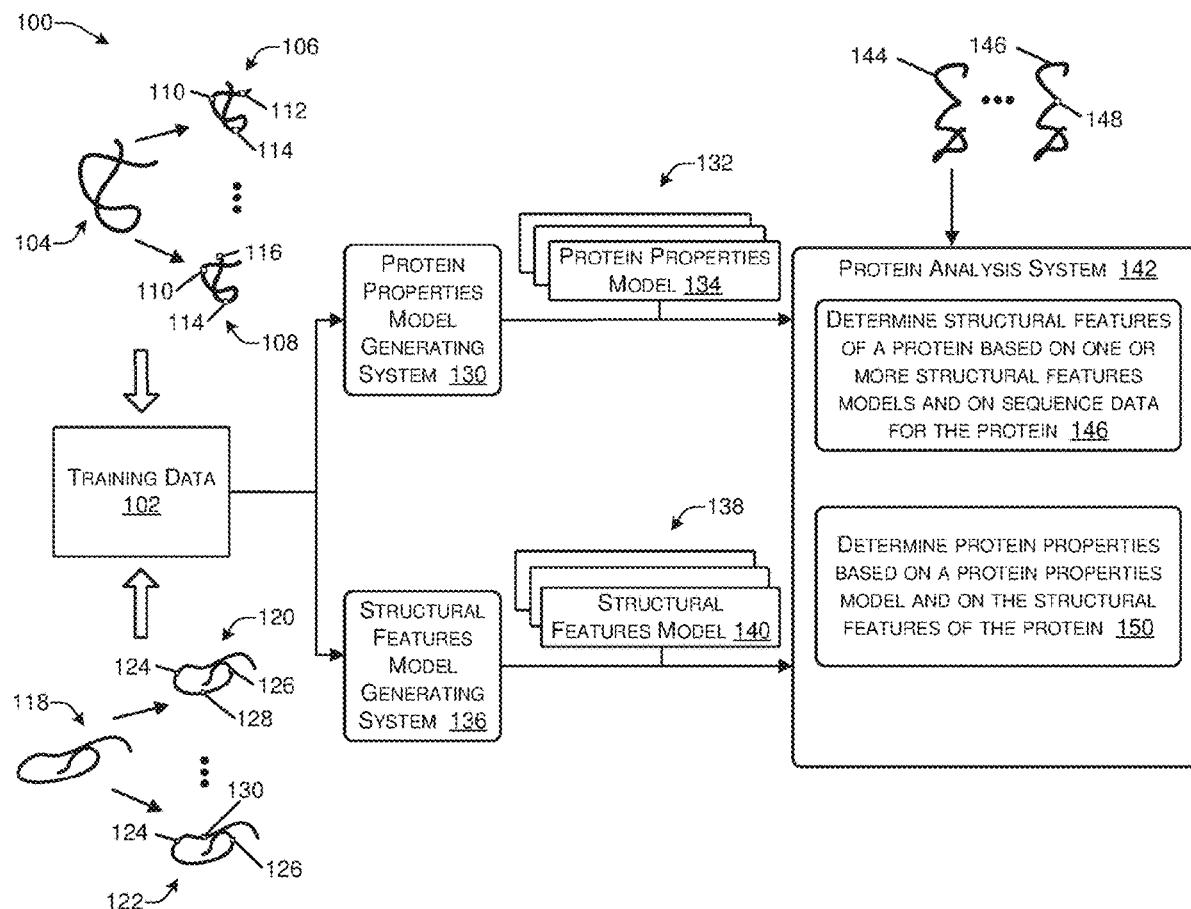 100
106
110
112
114
104
116
110
114
108
144
146
148
132
PROTEIN
PROPERTIES
MODEL
GENERATING
SYSTEM 130
PROTEIN PROPERTIES
MODEL 134
PROTEIN ANALYSIS SYSTEM 142
DETERMINE STRUCTURAL FEATURES
OF A PROTEIN BASED ON ONE OR
MORE STRUCTURAL FEATURES
MODELS AND ON SEQUENCE DATA
FOR THE PROTEIN 146
TRAINING DATA
102
138
STRUCTURAL
FEATURES
MODEL
GENERATING
SYSTEM 136
STRUCTURAL
FEATURES MODEL 140
DETERMINE PROTEIN PROPERTIES
BASED ON A PROTEIN PROPERTIES
MODEL AND ON THE STRUCTURAL
FEATURES OF THE PROTEIN 150
120
124
126
128
118
130
124
126
122